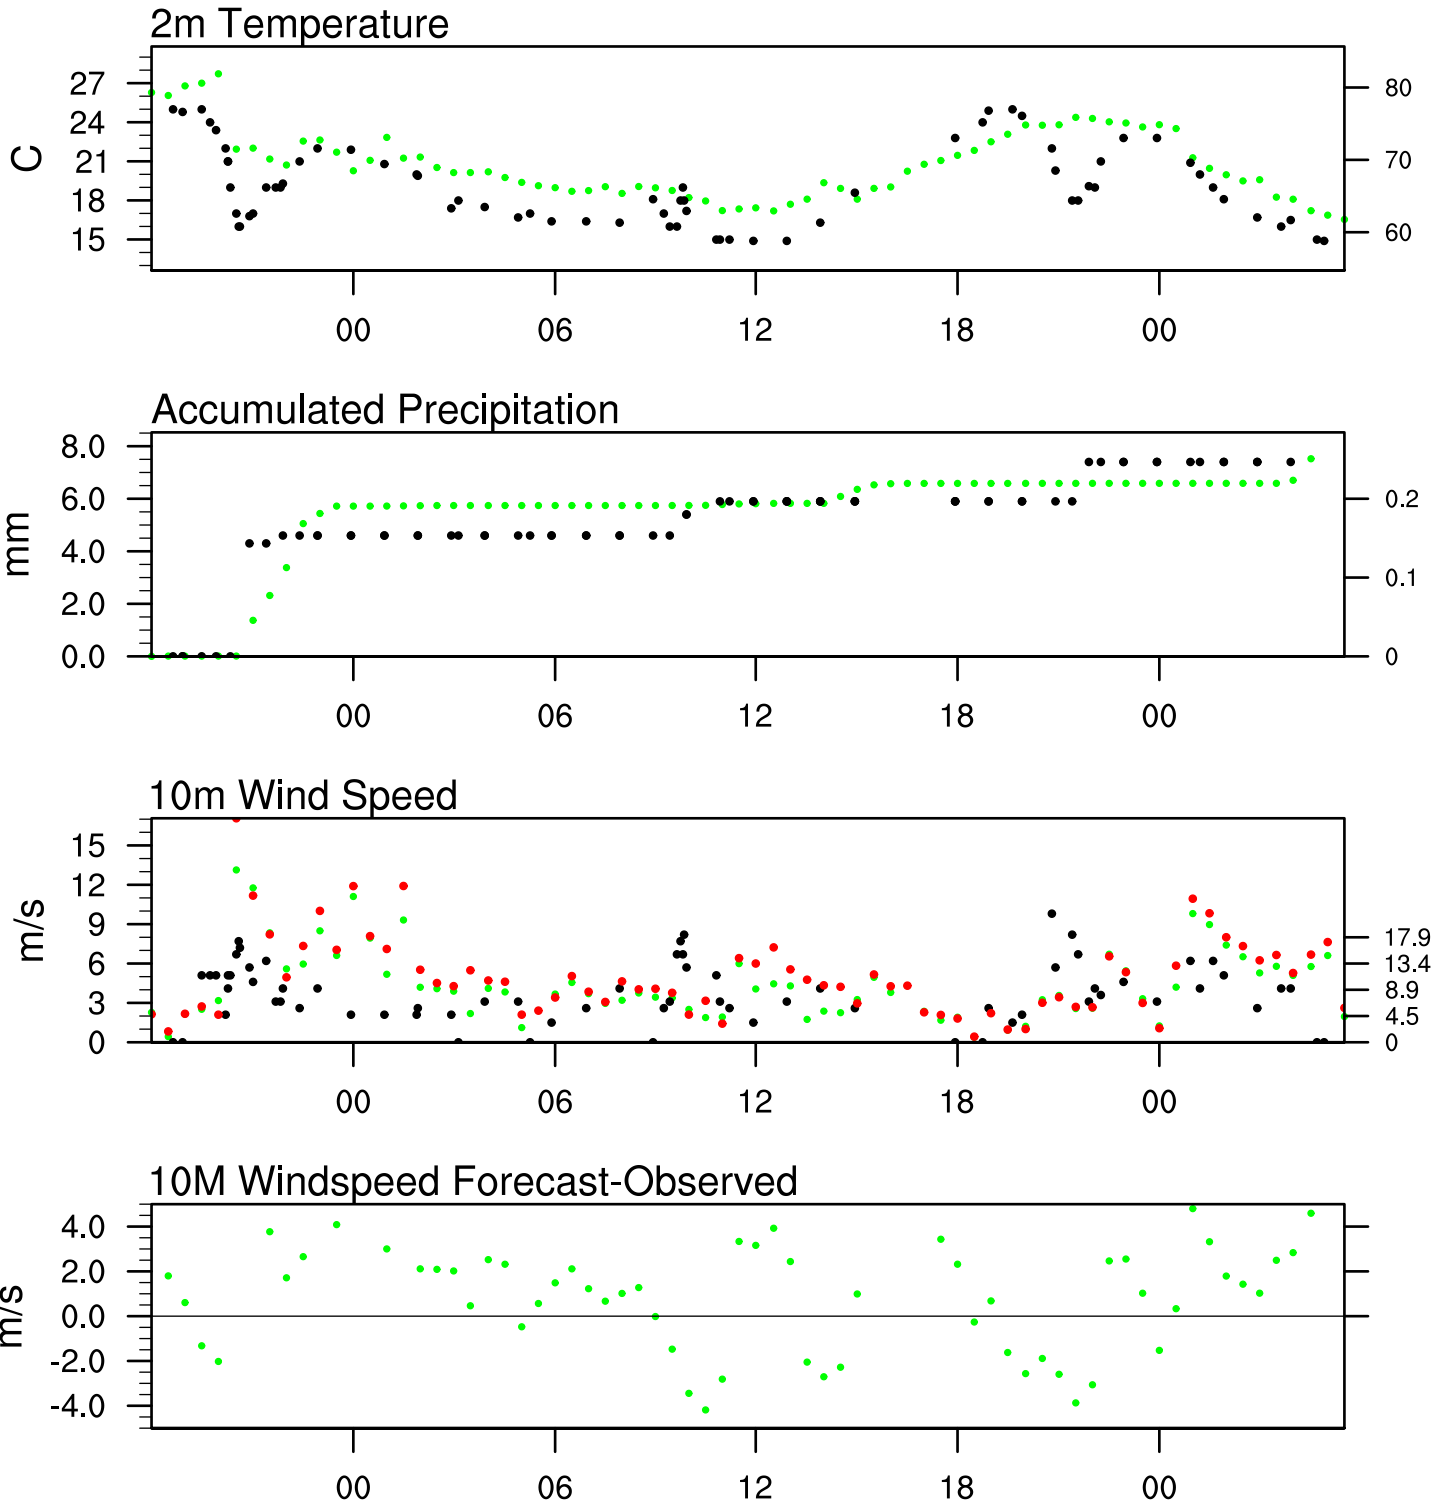 2m Temperature
C
27
24
21
18
15
80
70
60
00 06 12 18 00
Accumulated Precipitation
mm
8.0
6.0
4.0
2.0
0.0
0.2
0.1
0
00 06 12 18 00
10m Wind Speed
m/s
15
12
9
6
3
0
17.9
13.4
8.9
4.5
0
00 06 12 18 00
10M Windspeed Forecast-Observed
m/s
4.0
2.0
0.0
-2.0
-4.0
00 06 12 18 00